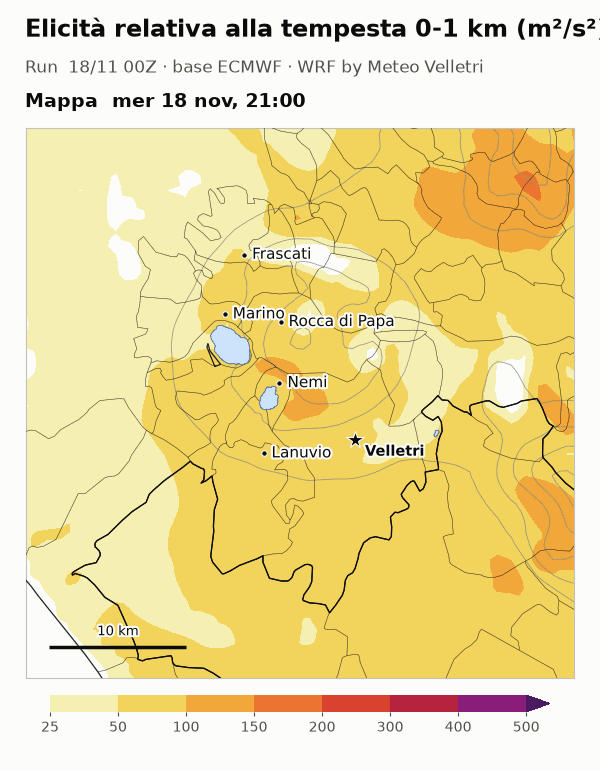 Elicità relativa alla tempesta 0-1 km (m²/s²)
Run  18/11 00Z · base ECMWF · WRF by Meteo Velletri
Mappa  mer 18 nov, 21:00
Frascati
Marino
Rocca di Papa
Nemi
Velletri
Lanuvio
10 km
25 50 100 150 200 300 400 500